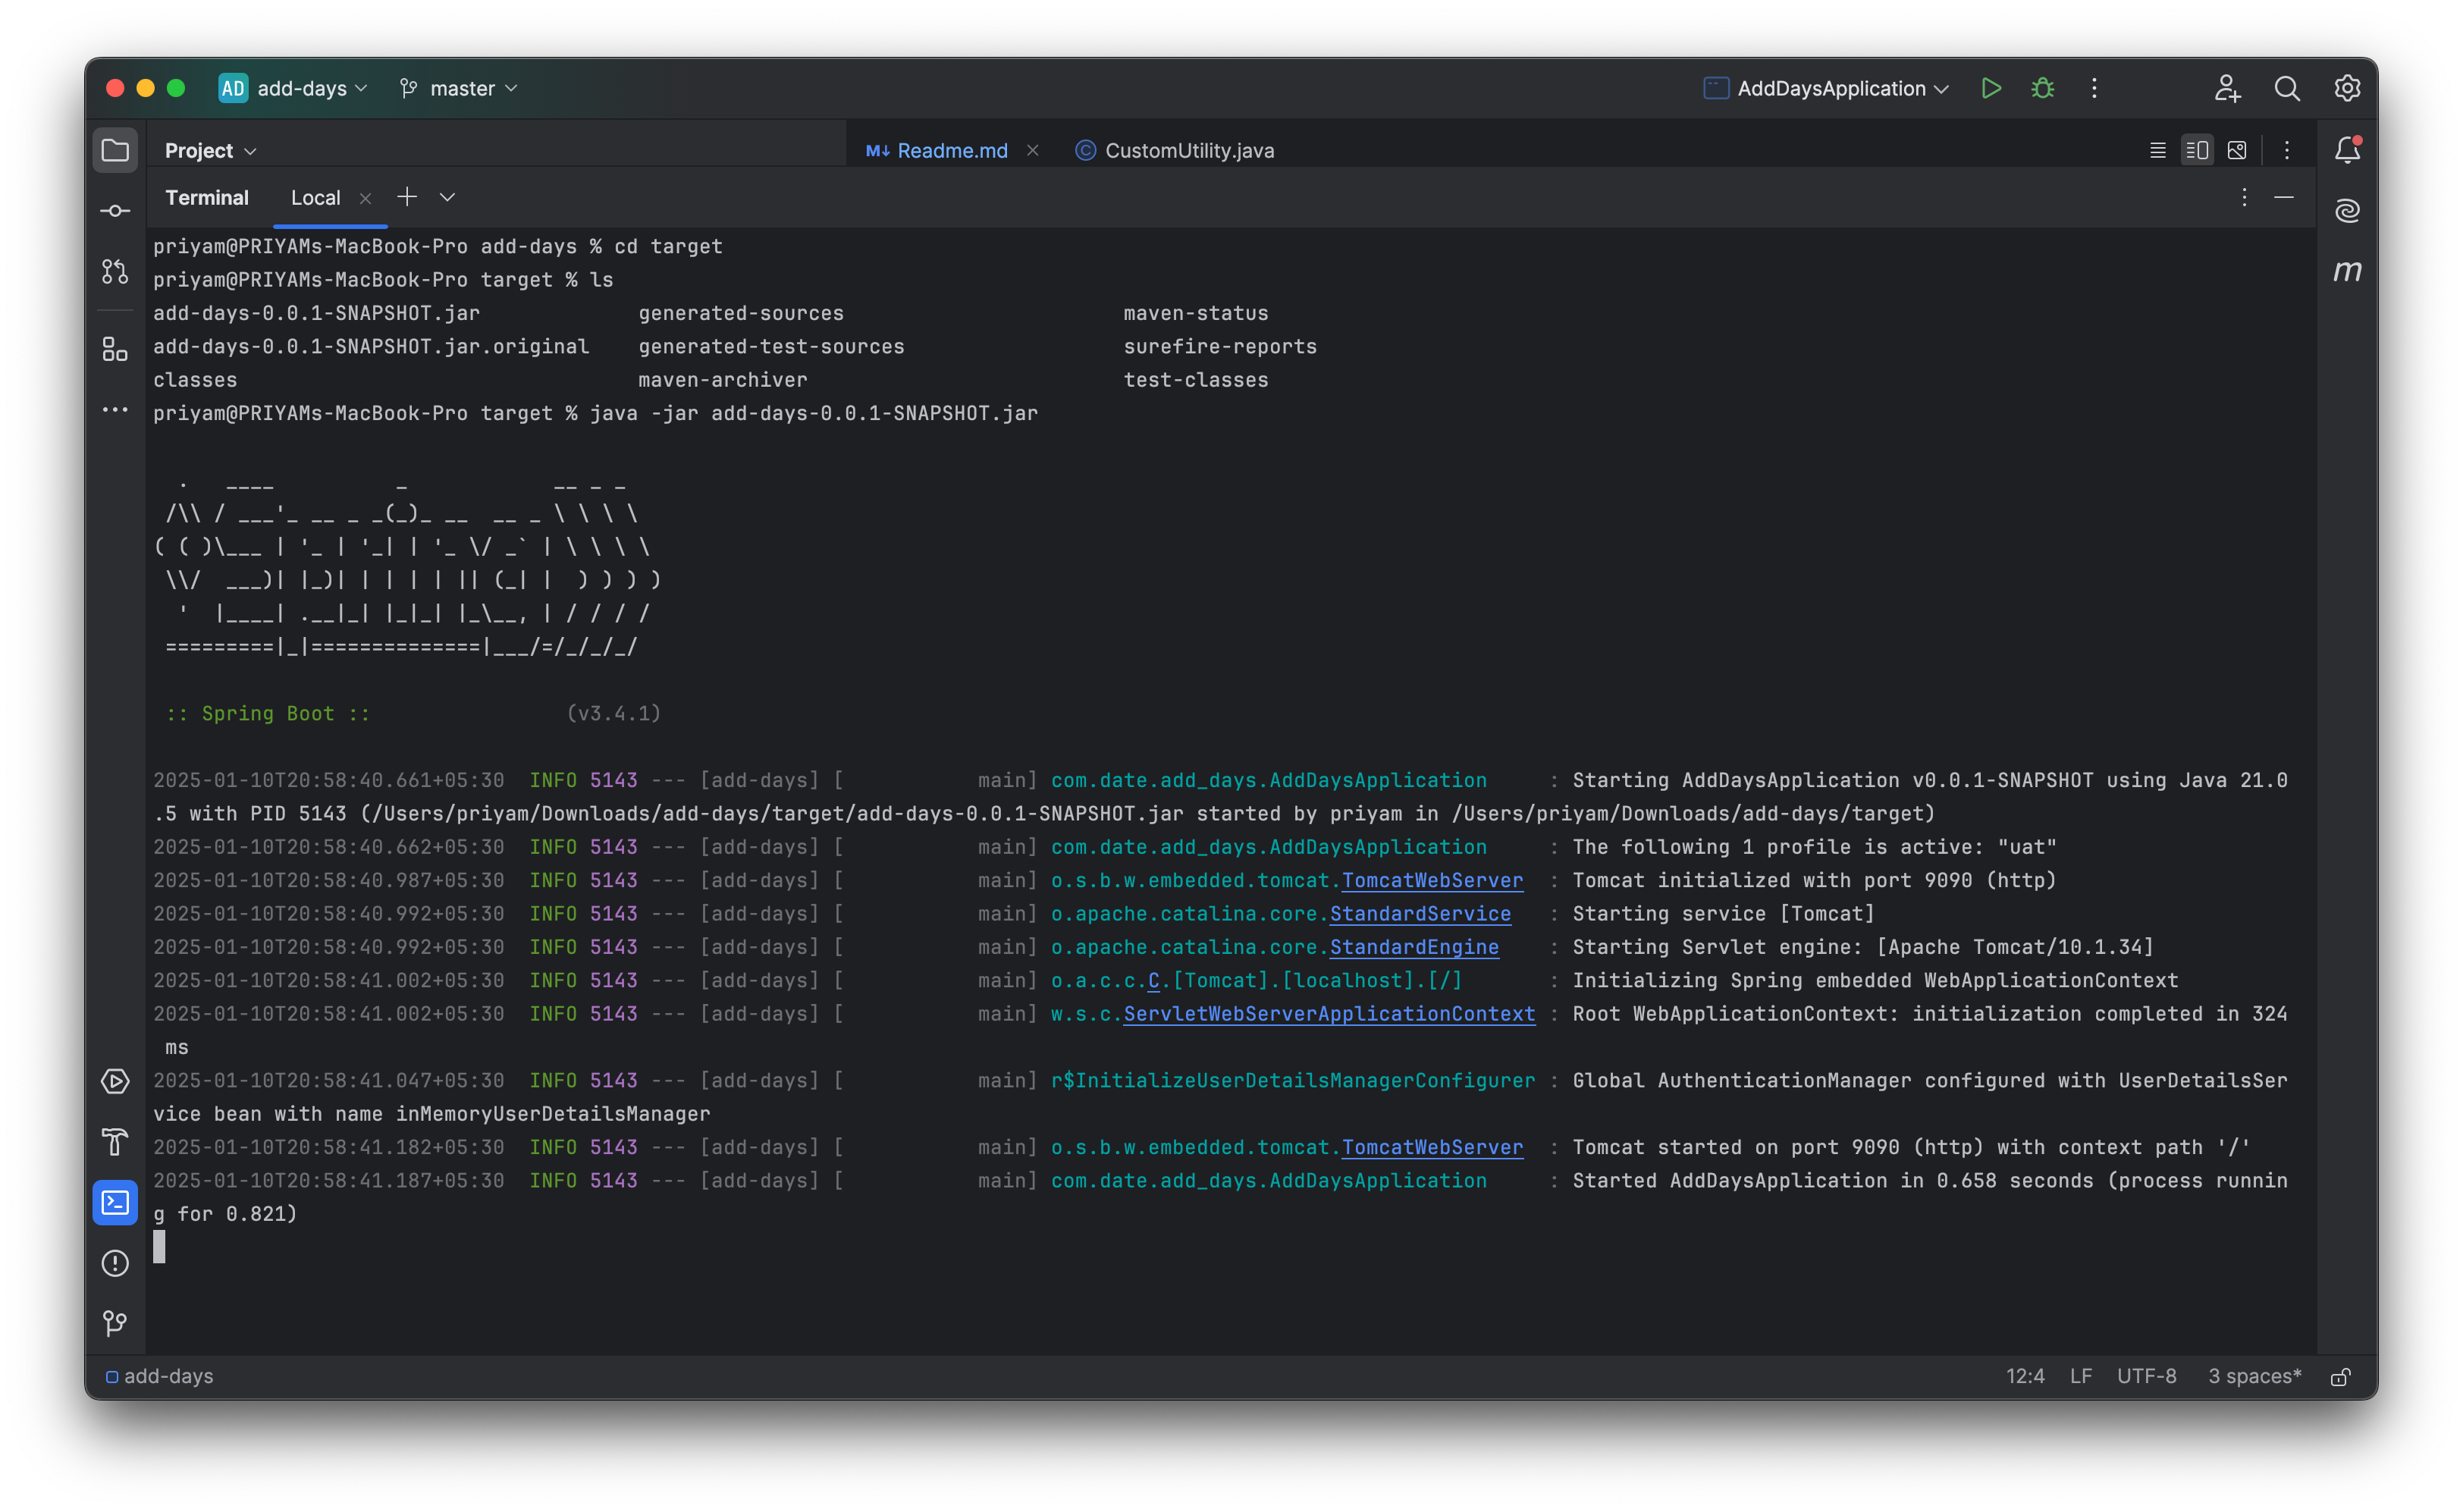 AD add-days master AddDaysApplication
Project Readme.md CustomUtility.java
Terminal Local
priyam@PRIYAMs-MacBook-Pro add-days % cd target
priyam@PRIYAMs-MacBook-Pro target % ls
add-days-0.0.1-SNAPSHOT.jar             generated-sources                       maven-status
add-days-0.0.1-SNAPSHOT.jar.original    generated-test-sources                  surefire-reports
classes                                 maven-archiver                          test-classes
priyam@PRIYAMs-MacBook-Pro target % java -jar add-days-0.0.1-SNAPSHOT.jar
  .   ____          _            __ _ _
 /\\ / ___'_ __ _ _(_)_ __  __ _ \ \ \ \
( ( )\___ | '_ | '_| | '_ \/ _` | \ \ \ \
 \\/  ___)| |_)| | | | | || (_| |  ) ) ) )
  '  |____| .__|_| |_|_| |_\__, | / / / /
 =========|_|==============|___/=/_/_/_/
 :: Spring Boot ::                (v3.4.1)
2025-01-10T20:58:40.661+05:30  INFO 5143 --- [add-days] [           main] com.date.add_days.AddDaysApplication     : Starting AddDaysApplication v0.0.1-SNAPSHOT using Java 21.0
.5 with PID 5143 (/Users/priyam/Downloads/add-days/target/add-days-0.0.1-SNAPSHOT.jar started by priyam in /Users/priyam/Downloads/add-days/target)
2025-01-10T20:58:40.662+05:30  INFO 5143 --- [add-days] [           main] com.date.add_days.AddDaysApplication     : The following 1 profile is active: "uat"
2025-01-10T20:58:40.987+05:30  INFO 5143 --- [add-days] [           main] o.s.b.w.embedded.tomcat.TomcatWebServer  : Tomcat initialized with port 9090 (http)
2025-01-10T20:58:40.992+05:30  INFO 5143 --- [add-days] [           main] o.apache.catalina.core.StandardService   : Starting service [Tomcat]
2025-01-10T20:58:40.992+05:30  INFO 5143 --- [add-days] [           main] o.apache.catalina.core.StandardEngine    : Starting Servlet engine: [Apache Tomcat/10.1.34]
2025-01-10T20:58:41.002+05:30  INFO 5143 --- [add-days] [           main] o.a.c.c.C.[Tomcat].[localhost].[/]       : Initializing Spring embedded WebApplicationContext
2025-01-10T20:58:41.002+05:30  INFO 5143 --- [add-days] [           main] w.s.c.ServletWebServerApplicationContext : Root WebApplicationContext: initialization completed in 324
 ms
2025-01-10T20:58:41.047+05:30  INFO 5143 --- [add-days] [           main] r$InitializeUserDetailsManagerConfigurer : Global AuthenticationManager configured with UserDetailsSer
vice bean with name inMemoryUserDetailsManager
2025-01-10T20:58:41.182+05:30  INFO 5143 --- [add-days] [           main] o.s.b.w.embedded.tomcat.TomcatWebServer  : Tomcat started on port 9090 (http) with context path '/'
2025-01-10T20:58:41.187+05:30  INFO 5143 --- [add-days] [           main] com.date.add_days.AddDaysApplication     : Started AddDaysApplication in 0.658 seconds (process runnin
g for 0.821)
add-days 12:4 LF UTF-8 3 spaces*